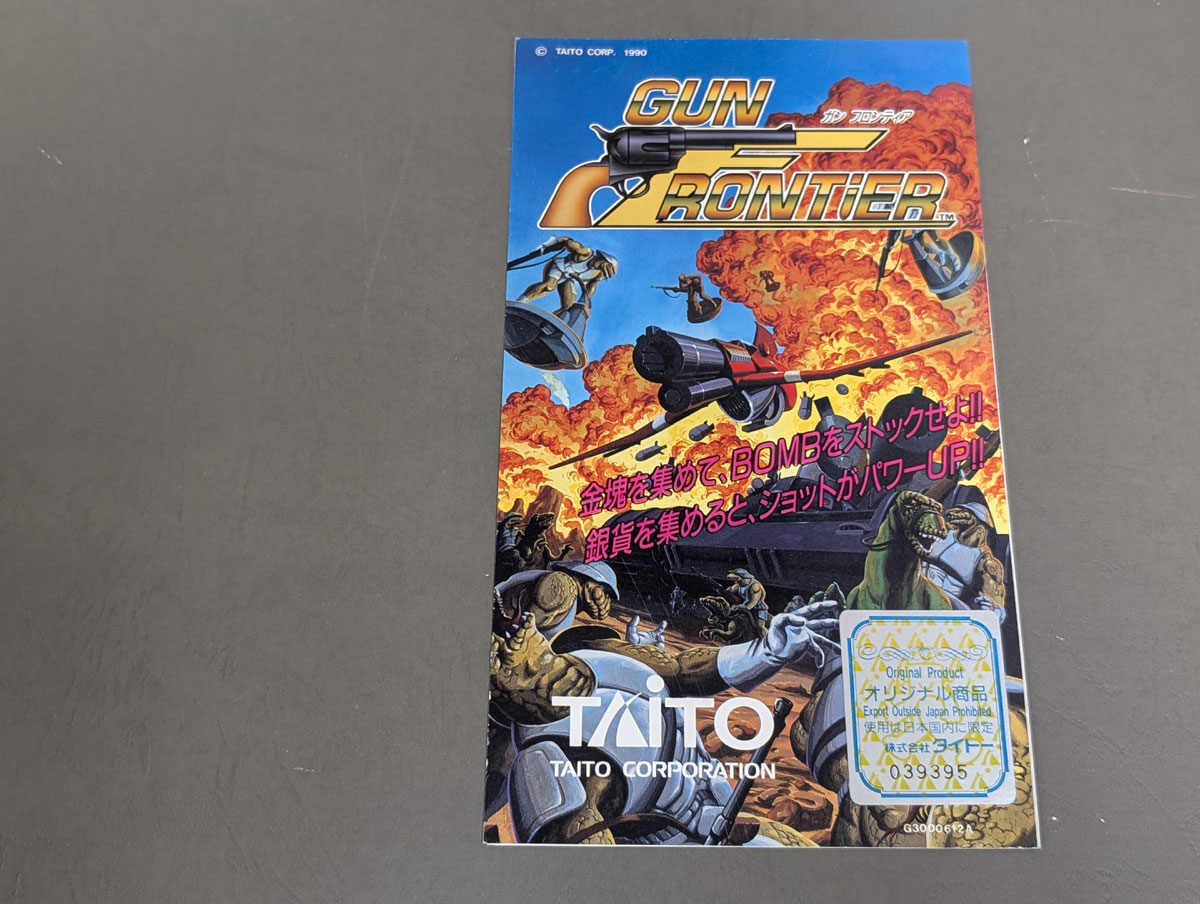 © TAITO CORP. 1990
GUN
ガン フロンティア
FRONTiER™
金塊を集めて、BOMBをストックせよ!!
銀貨を集めると、ショットがパワーUP!!
TAiTO
TAITO CORPORATION
Original Product
オリジナル商品
Export Outside Japan Prohibited
使用は日本国内に限定
株式会社 タイトー
039395
G3000612A